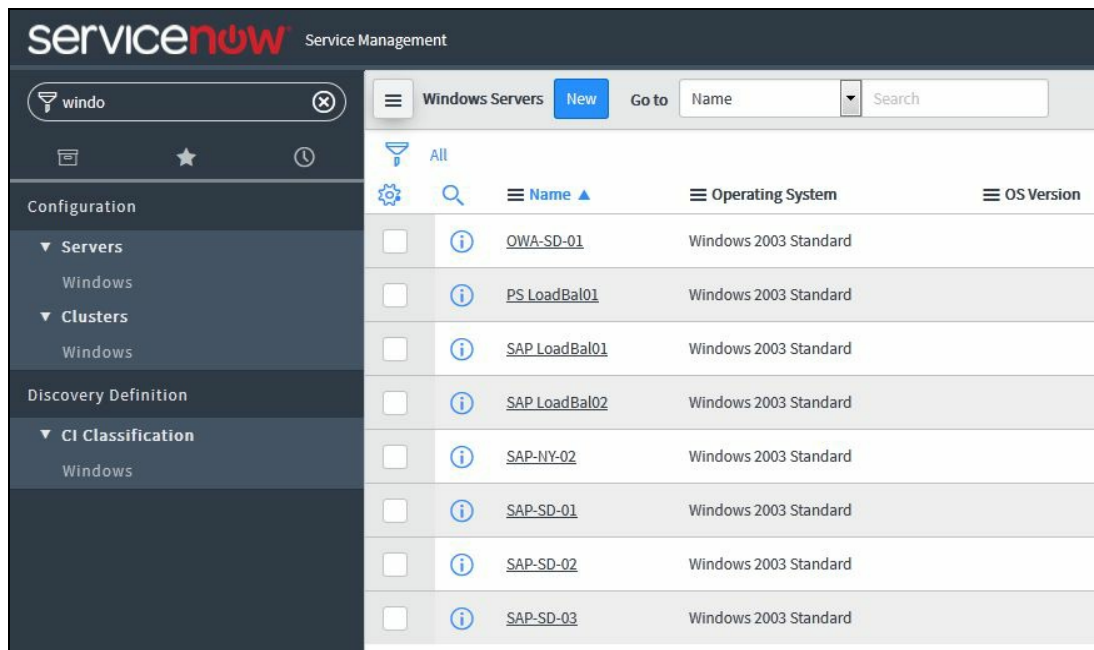 servicenow Service Management
windo
Windows Servers New Go to Name Search
All
Name Operating System OS Version
Configuration
Servers
Windows
Clusters
Windows
Discovery Definition
CI Classification
Windows
OWA-SD-01 Windows 2003 Standard
PS LoadBal01 Windows 2003 Standard
SAP LoadBal01 Windows 2003 Standard
SAP LoadBal02 Windows 2003 Standard
SAP-NY-02 Windows 2003 Standard
SAP-SD-01 Windows 2003 Standard
SAP-SD-02 Windows 2003 Standard
SAP-SD-03 Windows 2003 Standard